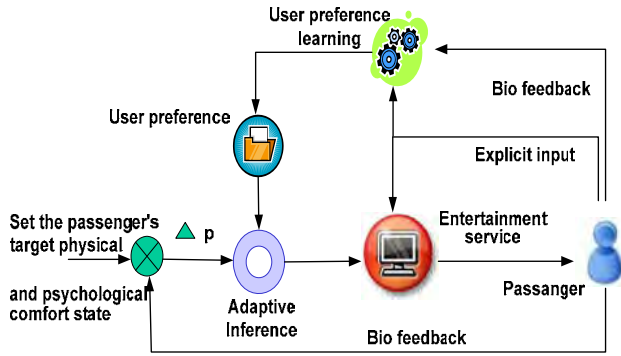 User preference
learning
Bio feedback
User preference
Explicit input
Set the passenger's
target physical
p
Entertainment
service
and psychological
comfort state
Adaptive
Inference
Passanger
Bio feedback